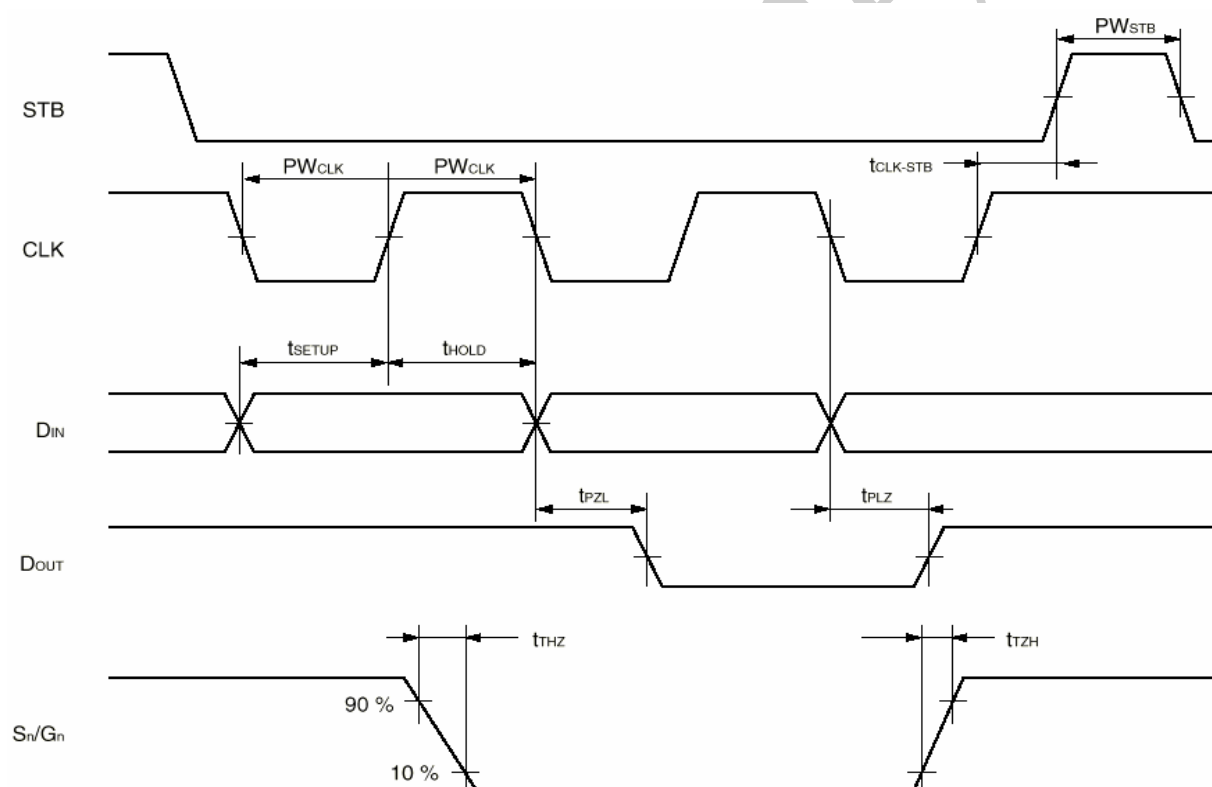 PWSTB
STB
tCLK-STB
PWCLK PWCLK
CLK
tSETUP tHOLD
DIN
tPZL tPLZ
DOUT
tTHZ tTZH
90 %
Sn/Gn
10 %